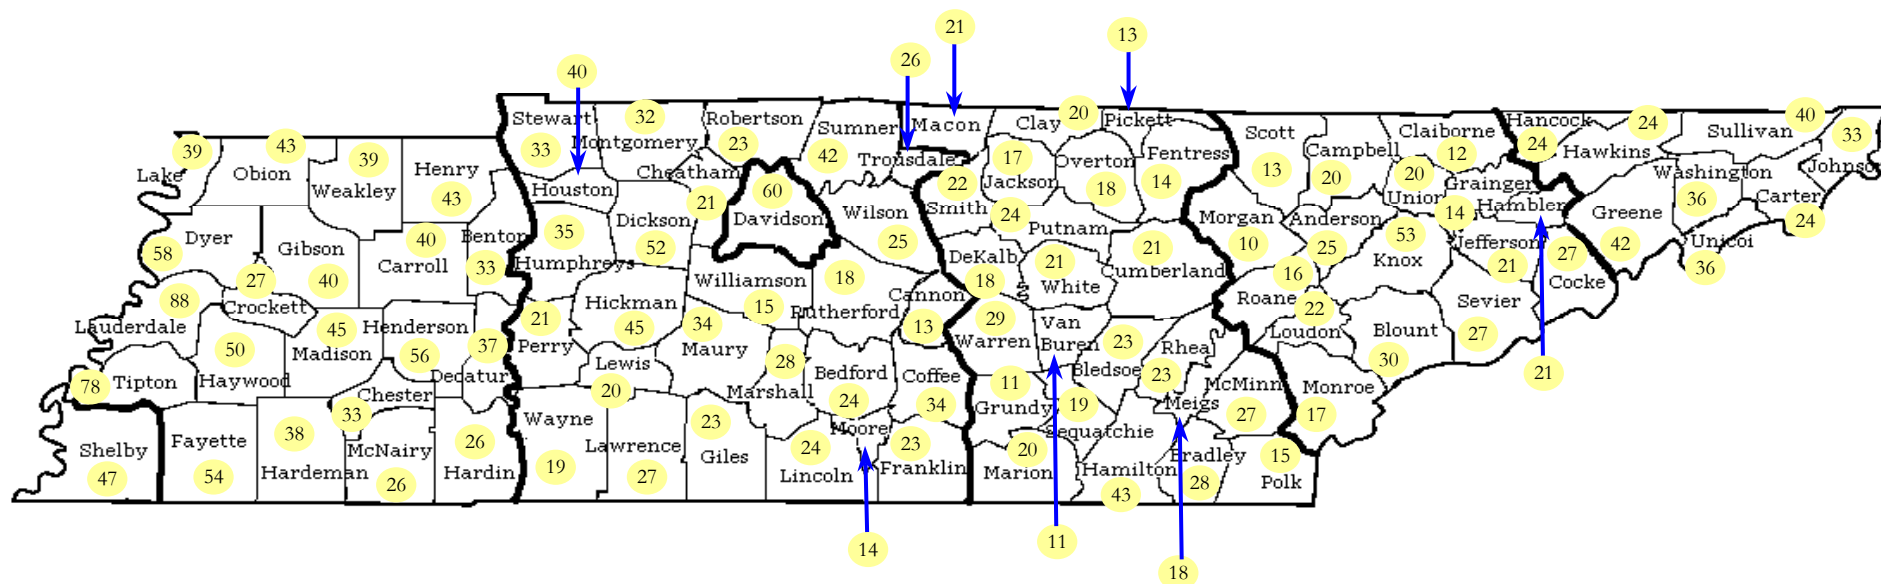 21
13
26
40
Stewart
33
Montgomery
32
Robertson
23
Sumner
42
Trousdale
Macon
Clay
20
Pickett
Scott
13
Campbell
20
Claiborne
12
Hancock
24
24
Hawkins
Sullivan
40
33
Johnson
39
Lake
43
Obion
39
Weakley
Henry
43
Houston
Cheatham
21
60
Davidson
Wilson
25
22
Smith
17
Jackson
Overton
18
Fentress
14
20
Union
Grainger
14
Hambler
Washington
36
Carter
24
Greene
42
Unicoi
36
58
Dyer
27
Gibson
40
40
Carroll
Benton
33
35
Humphreys
Dickson
52
24
Putnam
DeKalb
18
21
White
21
Cumberland
Morgan
10
Anderson
25
53
Knox
Jefferson
21
27
Cocke
88
Lauderdale
Crockett
45
Madison
Henderson
56
37
Decatur
21
Perry
Hickman
45
Williamson
15
18
Rutherford
Cannon
13
29
Warren
Van
Buren
23
Bledsoe
Rhea
23
16
Roane
22
Loudon
Blount
30
Sevier
27
21
78
Tipton
50
Haywood
Chester
33
Lewis
20
34
Maury
28
Marshall
Bedford
24
Coffee
34
11
Grundy
19
Sequatchie
Meigs
McMinn
27
Monroe
17
Shelby
47
Fayette
54
38
Hardeman
McNairy
26
26
Hardin
Wayne
19
Lawrence
27
23
Giles
24
Lincoln
Moore
23
Franklin
20
Marion
Hamilton
43
Bradley
28
15
Polk
14
11
18